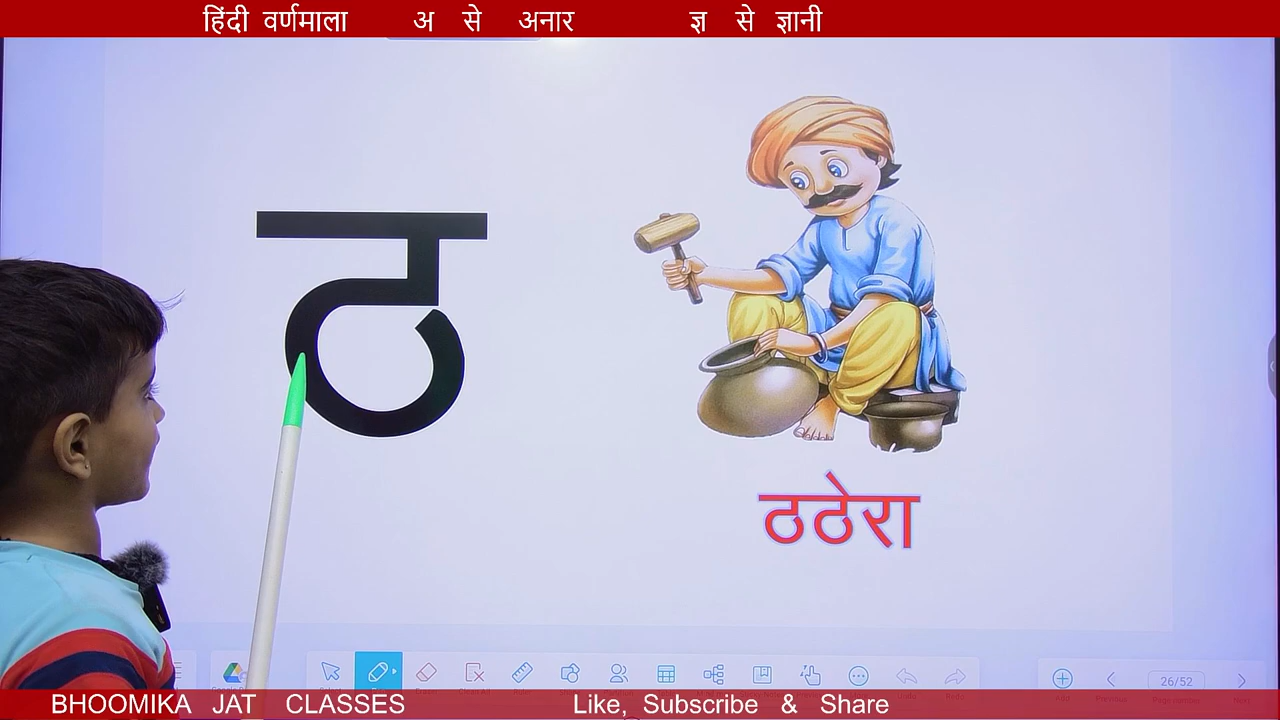 हिंदी वर्णमाला अ से अनार ज्ञ से ज्ञानी
ठ
ठठेरा
26/52
BHOOMIKA JAT CLASSES Like, Subscribe & Share